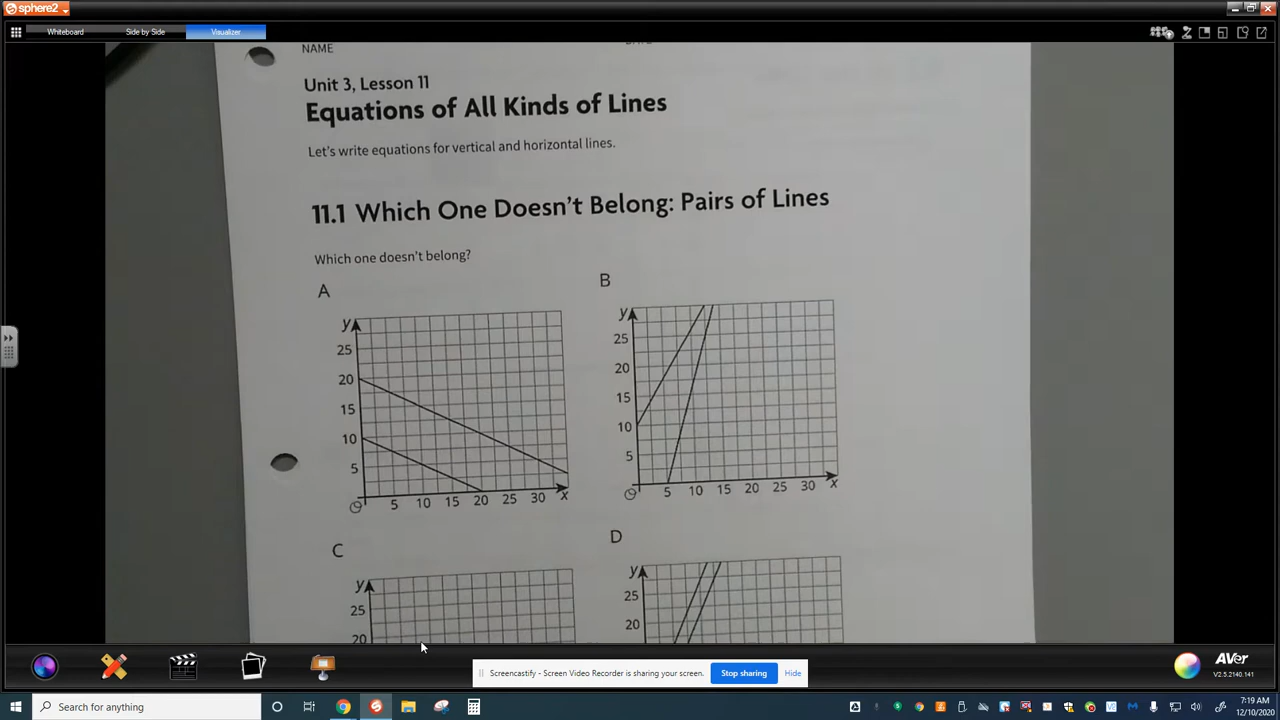 sphere2
Whiteboard
Side by Side
Visualizer
NAME
Unit 3, Lesson 11
Equations of All Kinds of Lines
Let's write equations for vertical and horizontal lines.
11.1 Which One Doesn't Belong: Pairs of Lines
Which one doesn't belong?
A
y
25
20
15
10
5
O
5 10 15 20 25 30 x
B
y
25
20
15
10
5
O
5 10 15 20 25 30 x
C
y
25
20
D
y
25
20
Screencastify - Screen Video Recorder is sharing your screen.
Stop sharing
Hide
AVer
V2.5.2140.141
Search for anything
7:19 AM
12/10/2020